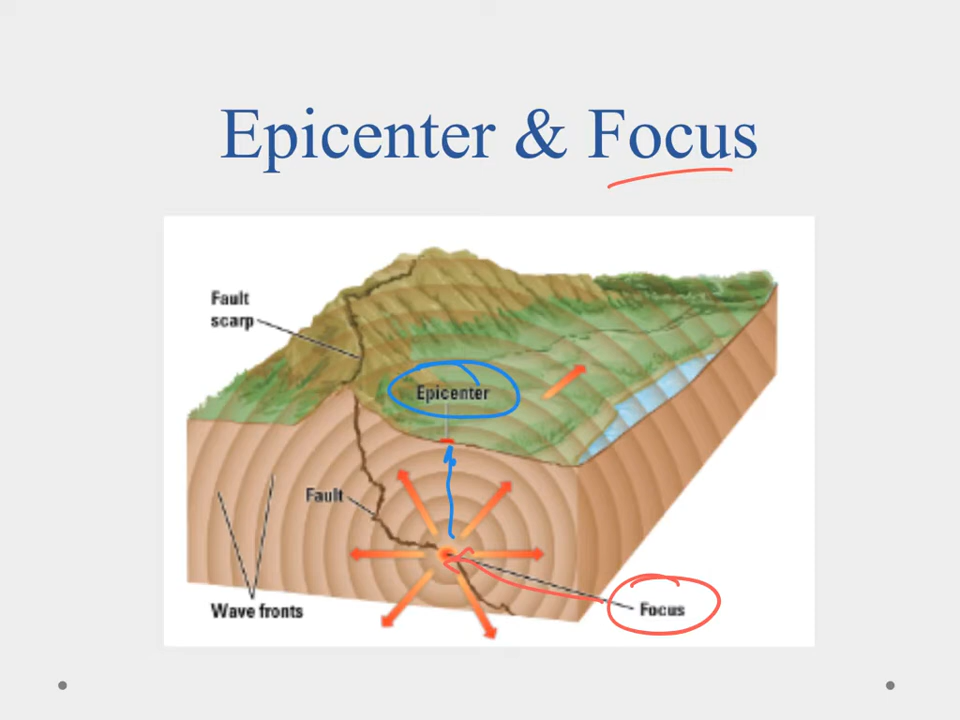 Epicenter & Focus
Fault
scarp
Epicenter
Fault
Wave fronts
Focus